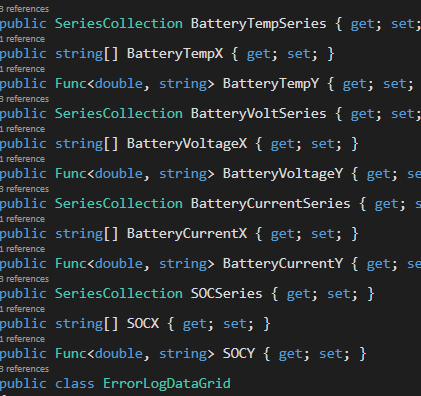 3 references
public SeriesCollection BatteryTempSeries { get; set;
1 reference
public string[] BatteryTempX { get; set; }
1 reference
public Func<double, string> BatteryTempY { get; set;
3 references
public SeriesCollection BatteryVoltSeries { get; set;
1 reference
public string[] BatteryVoltageX { get; set; }
1 reference
public Func<double, string> BatteryVoltageY { get; se
3 references
public SeriesCollection BatteryCurrentSeries { get; s
1 reference
public string[] BatteryCurrentX { get; set; }
1 reference
public Func<double, string> BatteryCurrentY { get; se
3 references
public SeriesCollection SOCSeries { get; set; }
1 reference
public string[] SOCX { get; set; }
1 reference
public Func<double, string> SOCY { get; set; }
3 references
public class ErrorLogDataGrid